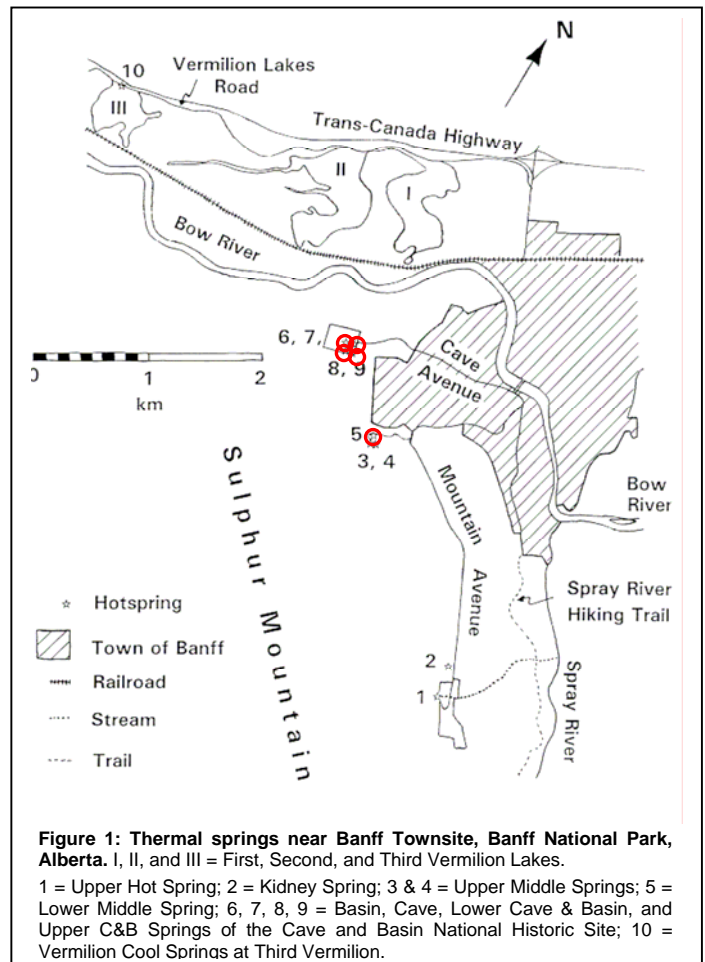 N
10
Vermilion Lakes
Road
III
Trans-Canada Highway
II
I
Bow River
6, 7,
8, 9
Cave
Avenue
0 1 2
km
5
3, 4
Sulphur Mountain
Mountain
Avenue
Bow
River
Spray River
Hiking Trail
Spray River
2
1
Hotspring
Town of Banff
Railroad
Stream
Trail
Figure 1: Thermal springs near Banff Townsite, Banff National Park,
Alberta. I, II, and III = First, Second, and Third Vermilion Lakes.
1 = Upper Hot Spring; 2 = Kidney Spring; 3 & 4 = Upper Middle Springs; 5 =
Lower Middle Spring; 6, 7, 8, 9 = Basin, Cave, Lower Cave & Basin, and
Upper C&B Springs of the Cave and Basin National Historic Site; 10 =
Vermilion Cool Springs at Third Vermilion.